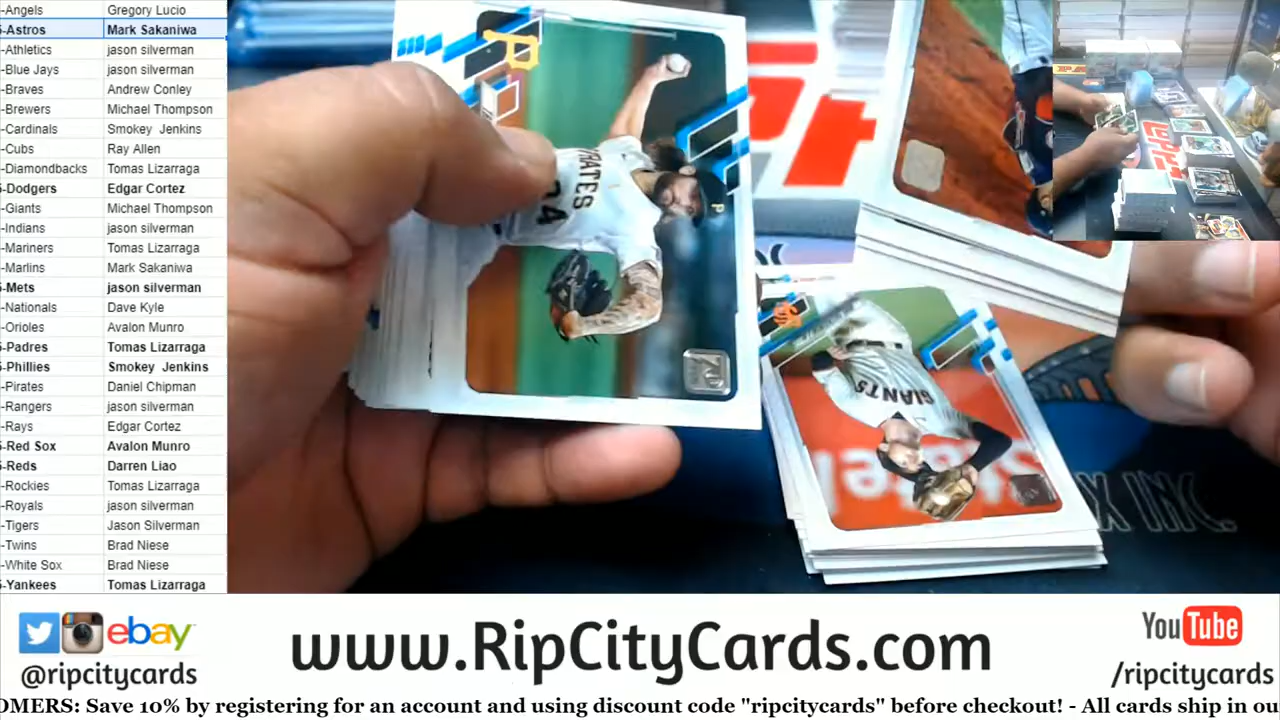 -Angels Gregory Lucio
-Astros Mark Sakaniwa
-Athletics jason silverman
-Blue Jays jason silverman
-Braves Andrew Conley
-Brewers Michael Thompson
-Cardinals Smokey Jenkins
-Cubs Ray Allen
-Diamondbacks Tomas Lizarraga
-Dodgers Edgar Cortez
-Giants Michael Thompson
-Indians jason silverman
-Mariners Tomas Lizarraga
-Marlins Mark Sakaniwa
-Mets jason silverman
-Nationals Dave Kyle
-Orioles Avalon Munro
-Padres Tomas Lizarraga
-Phillies Smokey Jenkins
-Pirates Daniel Chipman
-Rangers jason silverman
-Rays Edgar Cortez
-Red Sox Avalon Munro
-Reds Darren Liao
-Rockies Tomas Lizarraga
-Royals jason silverman
-Tigers Jason Silverman
-Twins Brad Niese
-White Sox Brad Niese
-Yankees Tomas Lizarraga
P
RATES
P
70
GIANTS
X INC.
ebay
@ripcitycards
www.RipCityCards.com
YouTube
/ripcitycards
OMERS: Save 10% by registering for an account and using discount code "ripcitycards" before checkout! - All cards ship in ou